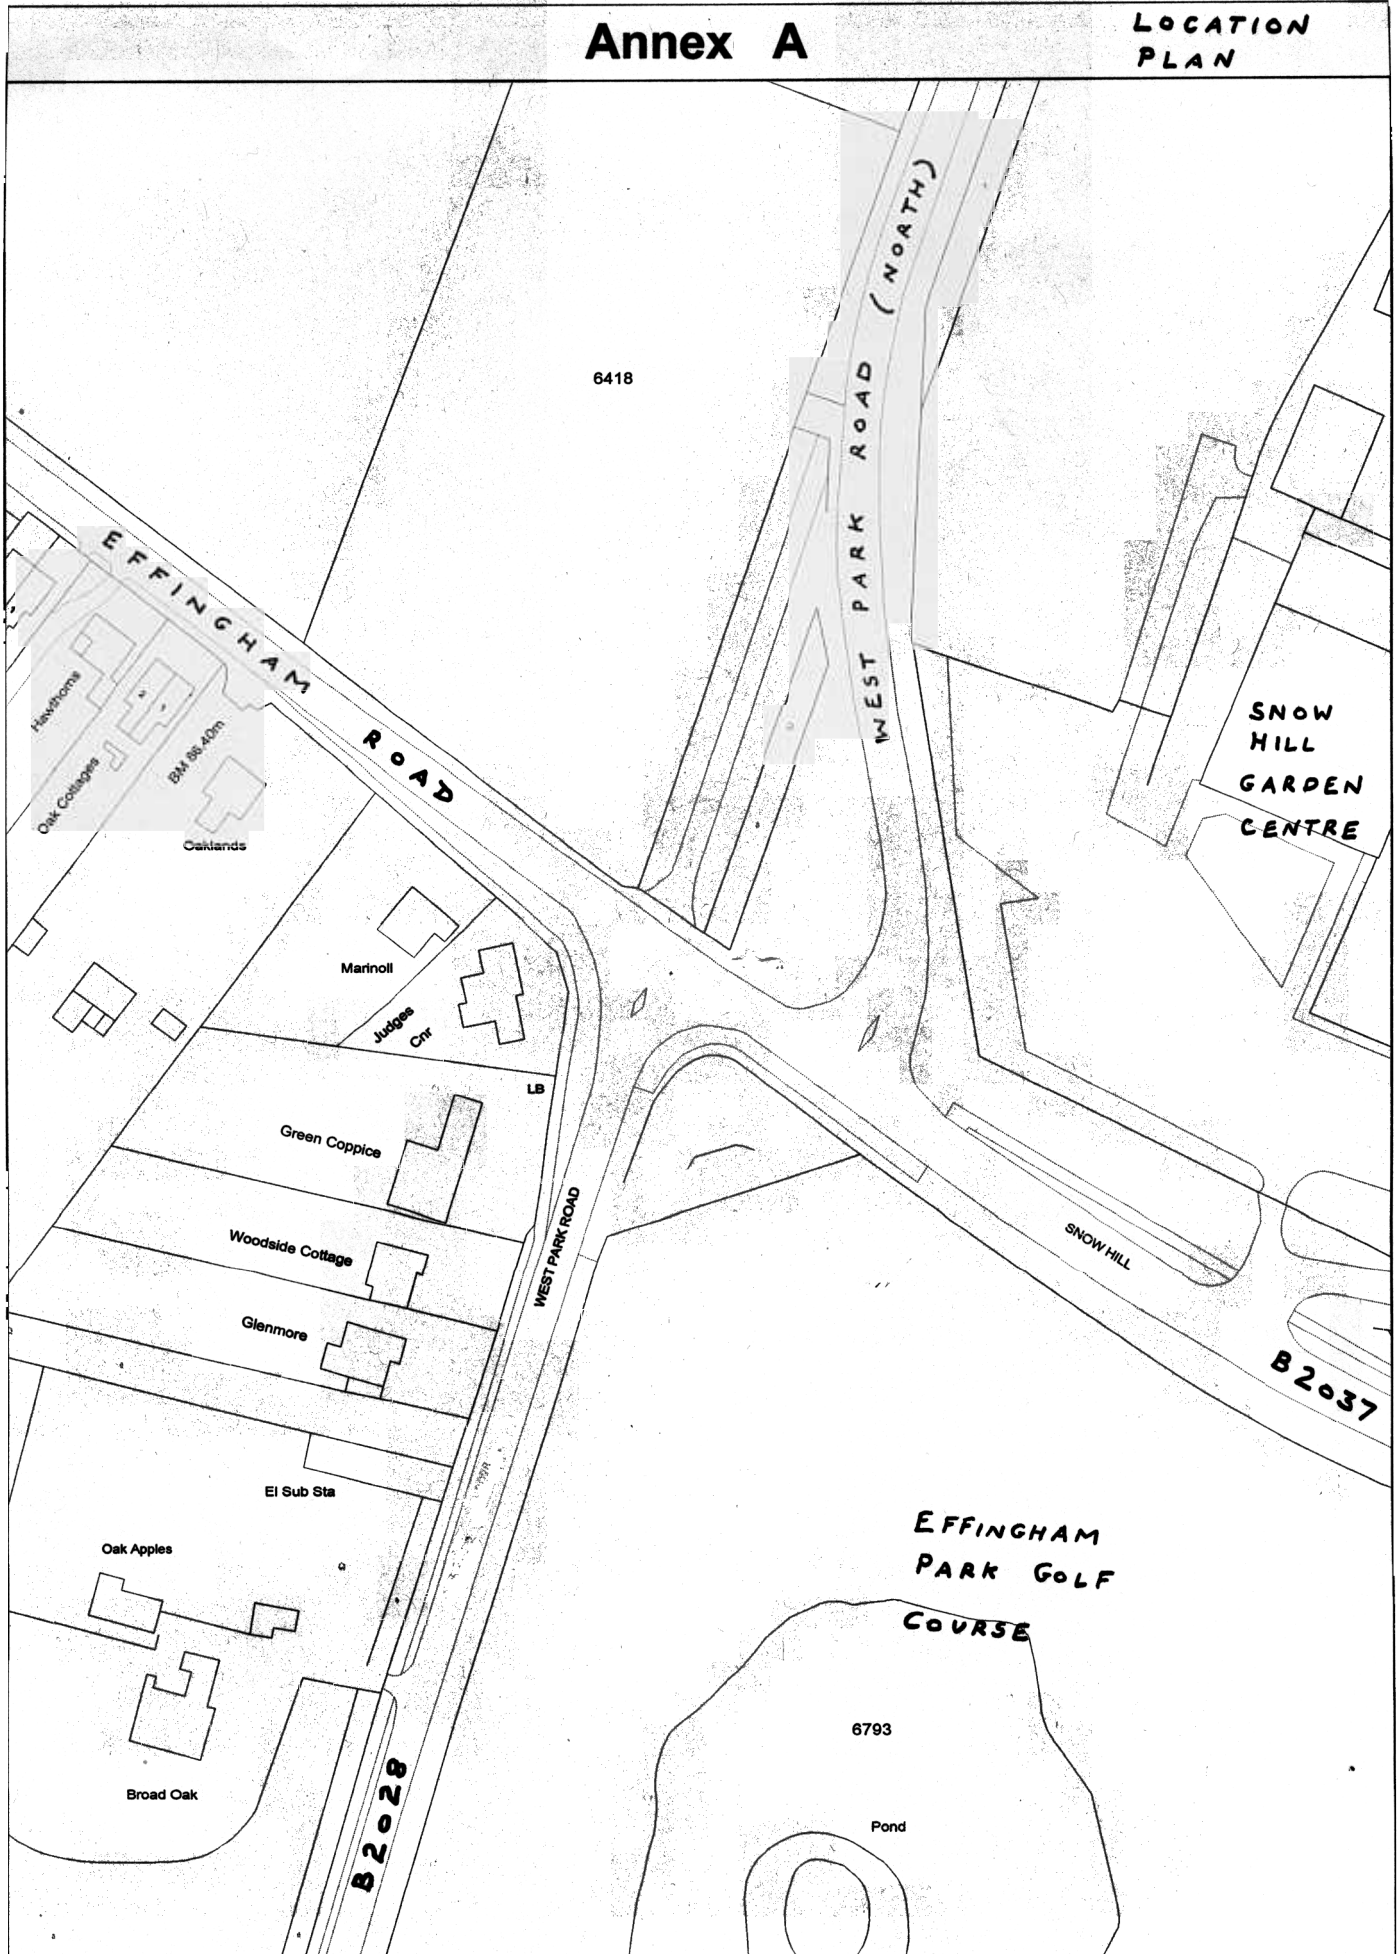 Annex A
LOCATION
PLAN
WEST PARK ROAD (NORTH)
6418
EFFINGHAM
ROAD
Hawthorns
Oak Cottages
BM 86.40m
Oaklands
SNOW
HILL
GARDEN
CENTRE
Marinoll
Judges
Cnr
LB
Green Coppice
WEST PARK ROAD
Woodside Cottage
SNOW HILL
Glenmore
B2037
El Sub Sta
EFFINGHAM
PARK GOLF
COURSE
Oak Apples
6793
Broad Oak
B2028
Pond